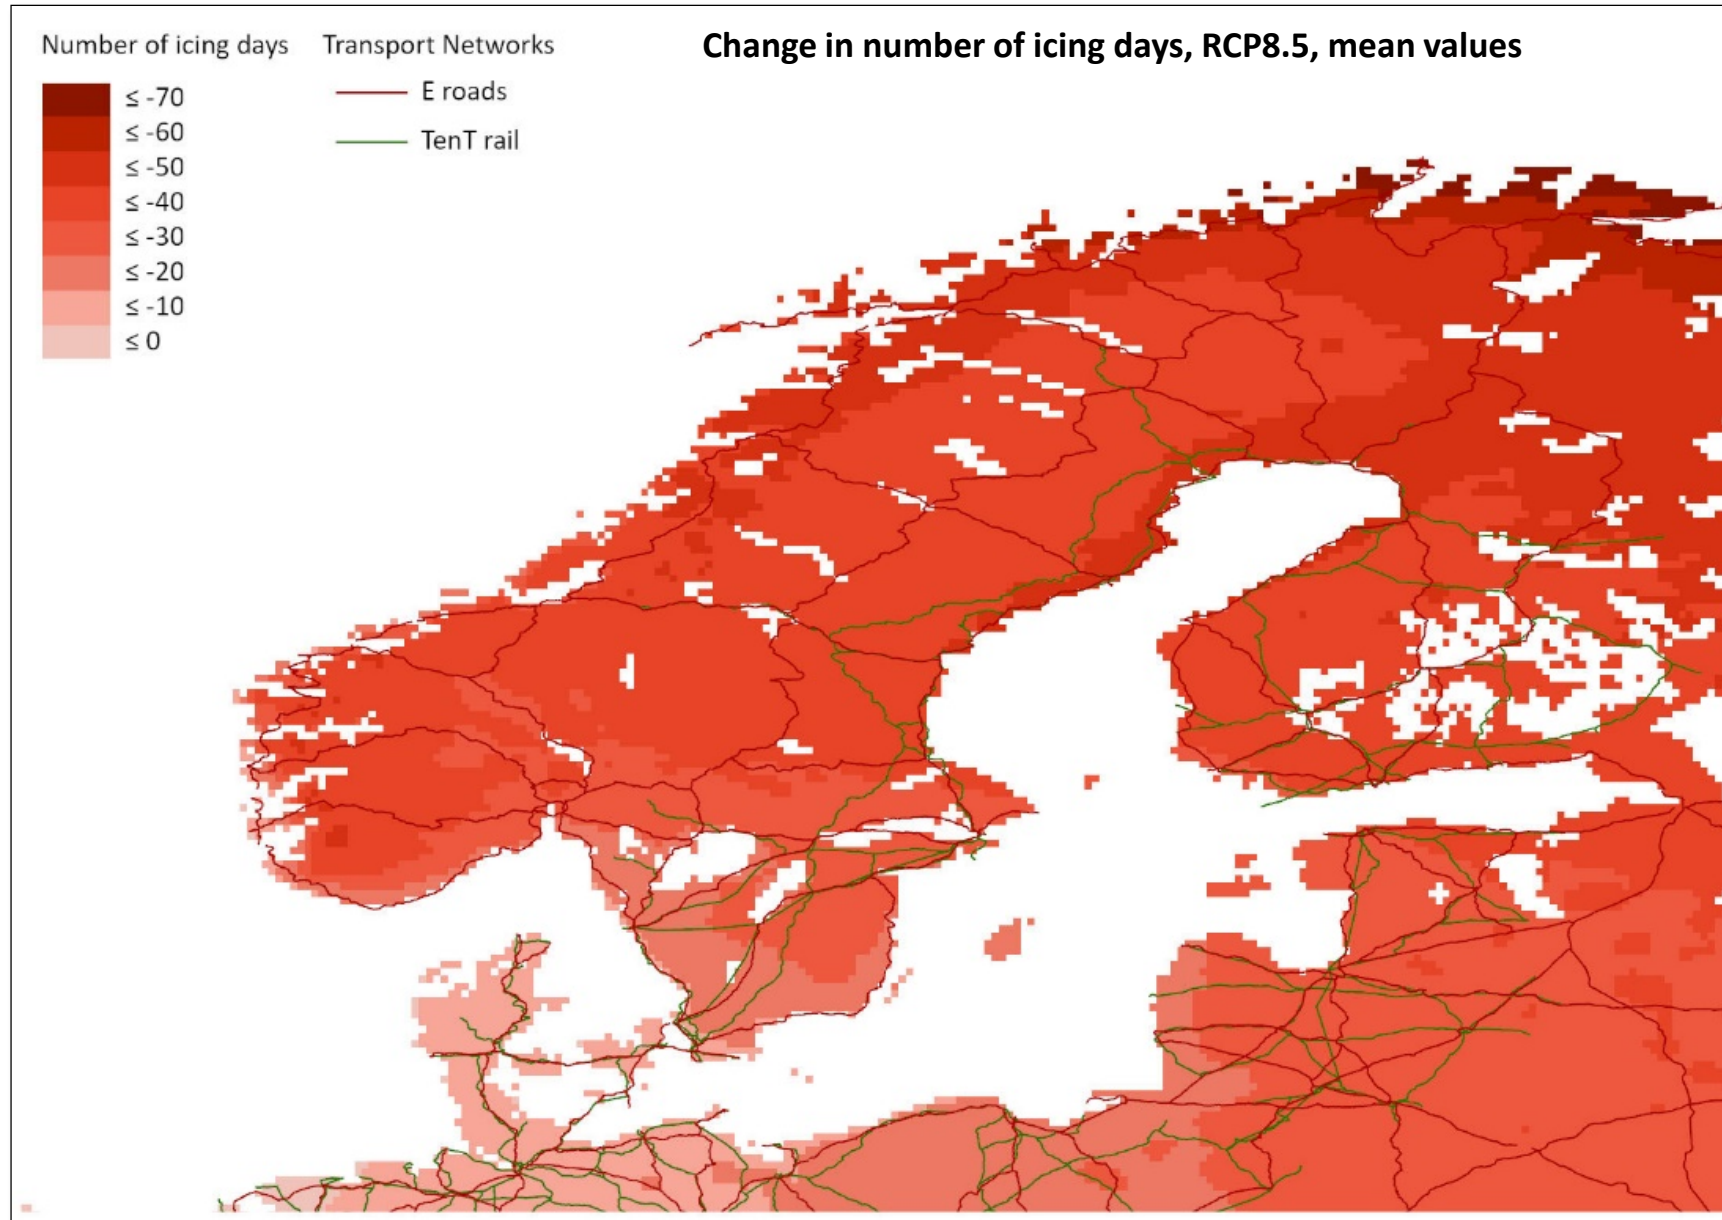 Change in number of icing days, RCP8.5, mean values
Number of icing days
≤ -70
≤ -60
≤ -50
≤ -40
≤ -30
≤ -20
≤ -10
≤ 0
Transport Networks
E roads
TenT rail